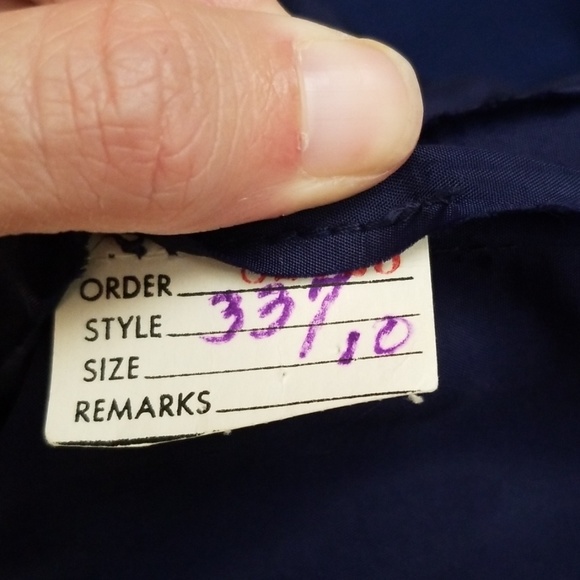 ORDER
STYLE 337
SIZE 10
REMARKS